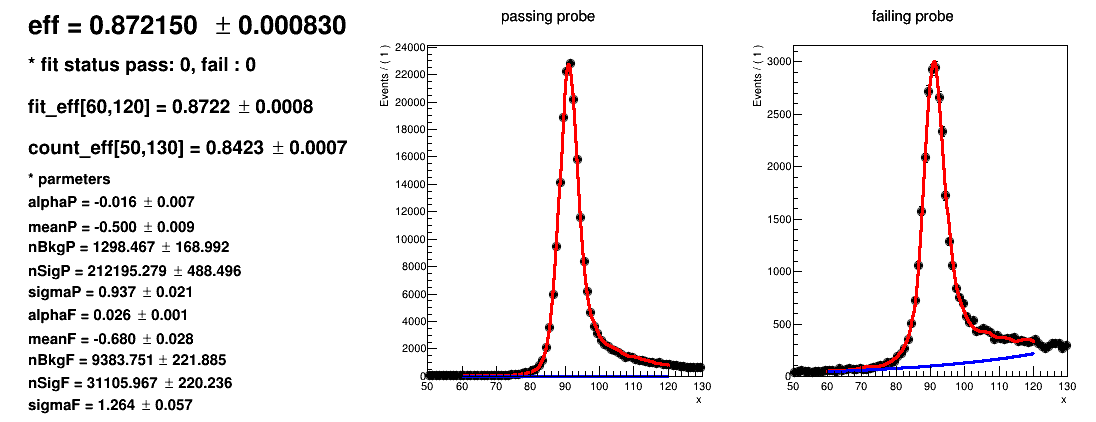 eff = 0.872150 ± 0.000830
* fit status pass: 0, fail : 0
fit_eff[60,120] = 0.8722 ± 0.0008
count_eff[50,130] = 0.8423 ± 0.0007
* parmeters
alphaP = -0.016 ± 0.007
meanP = -0.500 ± 0.009
nBkgP = 1298.467 ± 168.992
nSigP = 212195.279 ± 488.496
sigmaP = 0.937 ± 0.021
alphaF = 0.026 ± 0.001
meanF = -0.680 ± 0.028
nBkgF = 9383.751 ± 221.885
nSigF = 31105.967 ± 220.236
sigmaF = 1.264 ± 0.057
passing probe
Events / ( 1 )
24000
22000
20000
18000
16000
14000
12000
10000
8000
6000
4000
2000
0
50 60 70 80 90 100 110 120 130
x
failing probe
Events / ( 1 )
3000
2500
2000
1500
1000
500
0
50 60 70 80 90 100 110 120 130
x